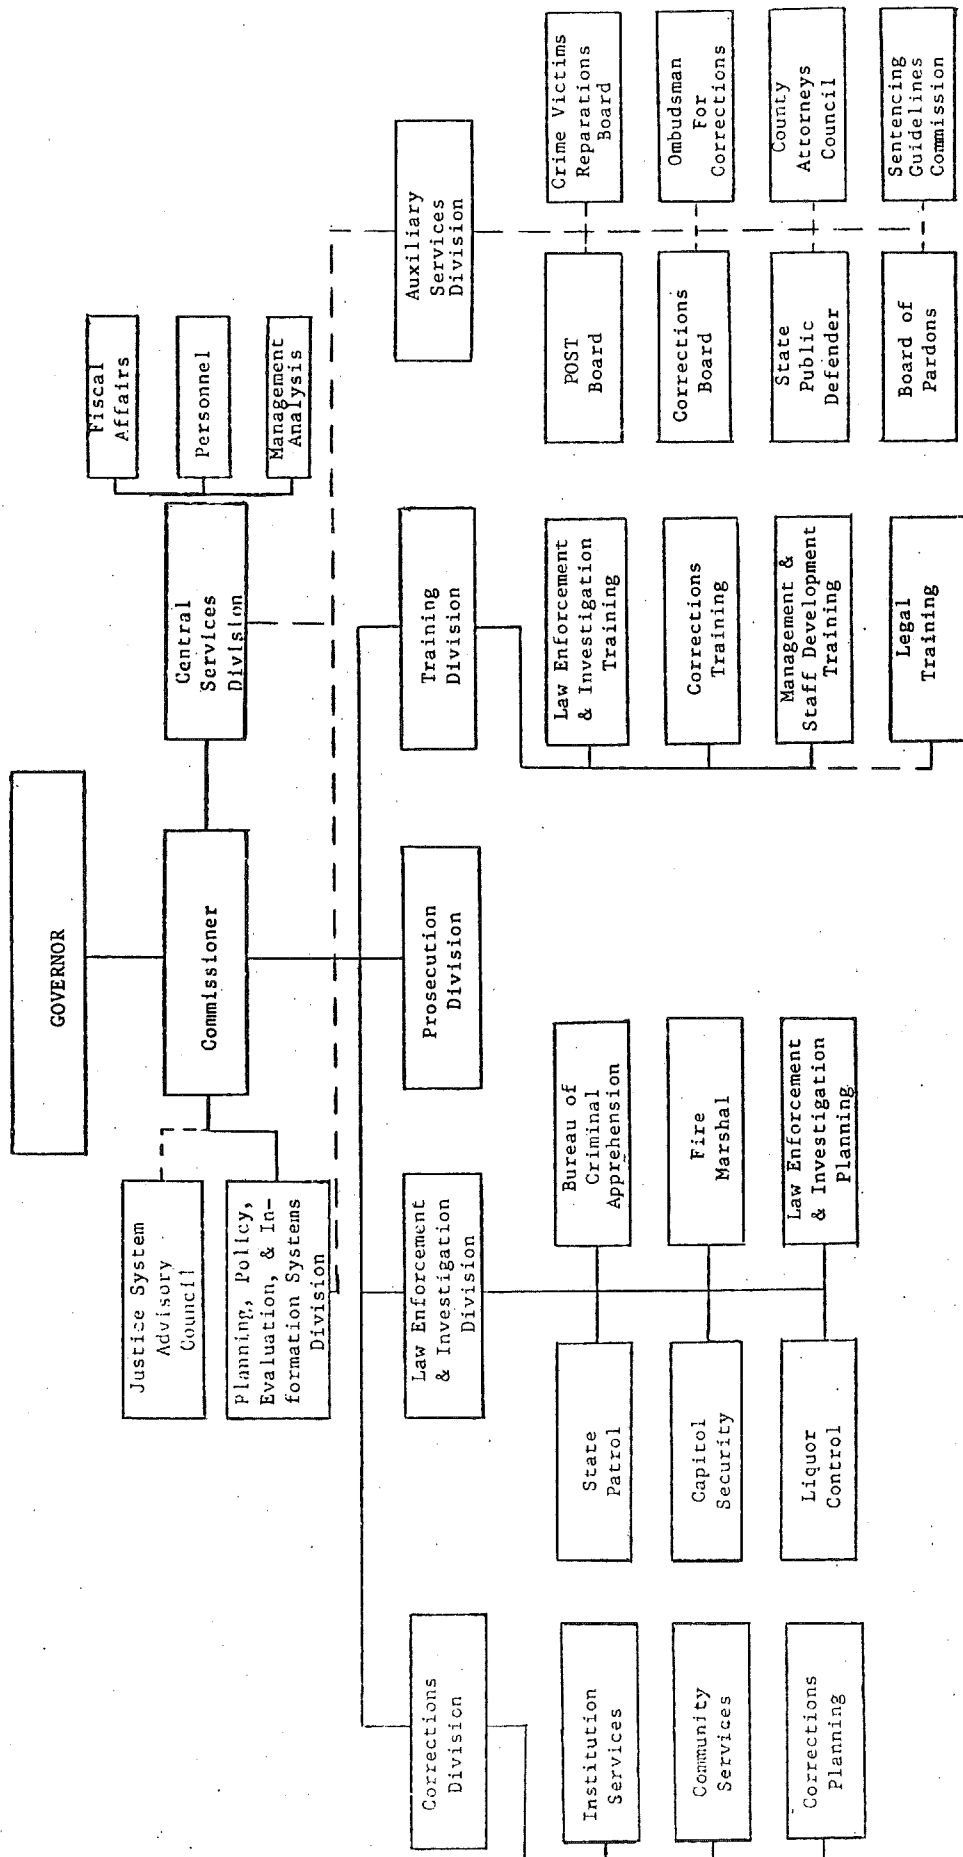 GOVERNOR
Justice System
Advisory
Council
Planning, Policy,
Evaluation, & In-
formation Systems
Division
Commissioner
Central
Services
Division
Fiscal
Affairs
Personnel
Management
Analysis
Corrections
Division
Law Enforcement
& Investigation
Division
Prosecution
Division
Training
Division
Auxiliary
Services
Division
Institution
Services
Community
Services
Corrections
Planning
State
Patrol
Bureau of
Criminal
Apprehension
Capitol
Security
Fire
Marshal
Liquor
Control
Law Enforcement
& Investigation
Planning
Law Enforcement
& Investigation
Training
Corrections
Training
Management &
Staff Development
Training
Legal
Training
POST
Board
Crime Victims
Reparations
Board
Corrections
Board
Ombudsman
For
Corrections
State
Public
Defender
County
Attorneys
Council
Board of
Pardons
Sentencing
Guidelines
Commission